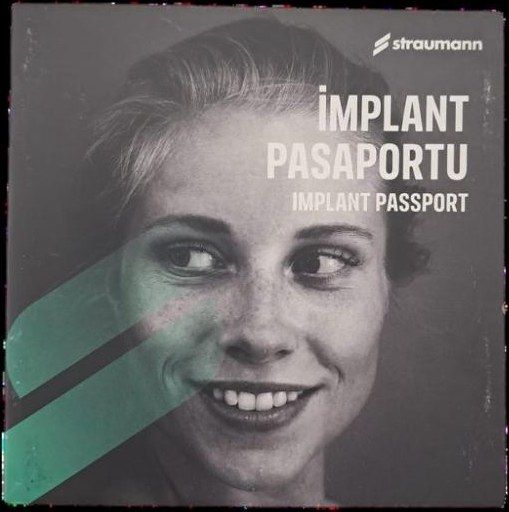 straumann
İMPLANT
PASAPORTU
IMPLANT PASSPORT